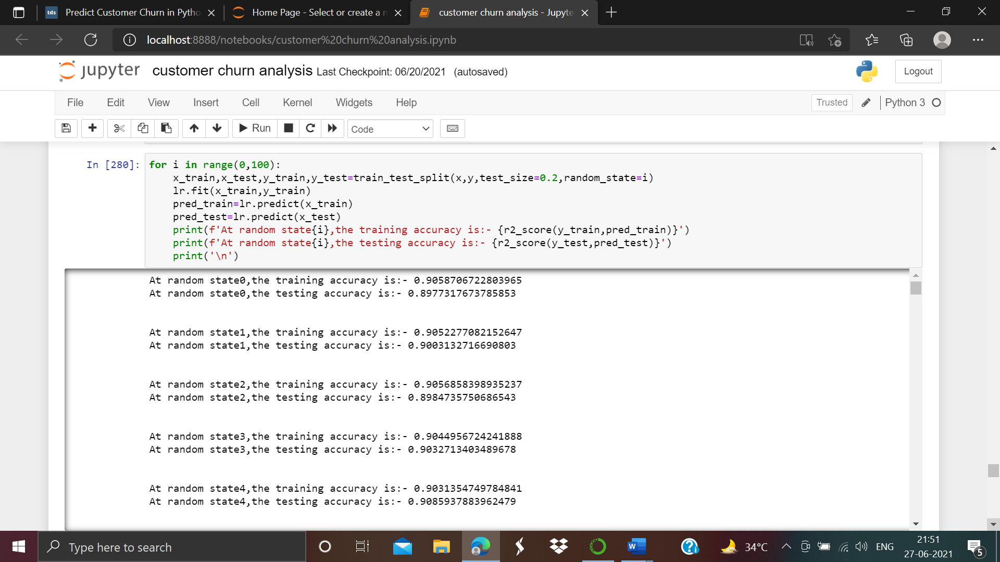 tds Predict Customer Churn in Pytho
Home Page - Select or create a n
customer churn analysis - Jupyte
localhost:8888/notebooks/customer%20churn%20analysis.ipynb
jupyter customer churn analysis Last Checkpoint: 06/20/2021 (autosaved)
Logout
File Edit View Insert Cell Kernel Widgets Help
Trusted Python 3
Run Code
In [280]: for i in range(0,100):
    x_train,x_test,y_train,y_test=train_test_split(x,y,test_size=0.2,random_state=i)
    lr.fit(x_train,y_train)
    pred_train=lr.predict(x_train)
    pred_test=lr.predict(x_test)
    print(f'At random state{i},the training accuracy is:- {r2_score(y_train,pred_train)}')
    print(f'At random state{i},the testing accuracy is:- {r2_score(y_test,pred_test)}')
    print('\n')
At random state0,the training accuracy is:- 0.9058706722803965
At random state0,the testing accuracy is:- 0.8977317673785853
At random state1,the training accuracy is:- 0.9052277082152647
At random state1,the testing accuracy is:- 0.9003132716690803
At random state2,the training accuracy is:- 0.9056858398935237
At random state2,the testing accuracy is:- 0.8984735750686543
At random state3,the training accuracy is:- 0.9044956724241888
At random state3,the testing accuracy is:- 0.9032713403489678
At random state4,the training accuracy is:- 0.9031354749784841
At random state4,the testing accuracy is:- 0.9085937883962479
Type here to search
W
34°C
ENG
21:51
27-06-2021
5